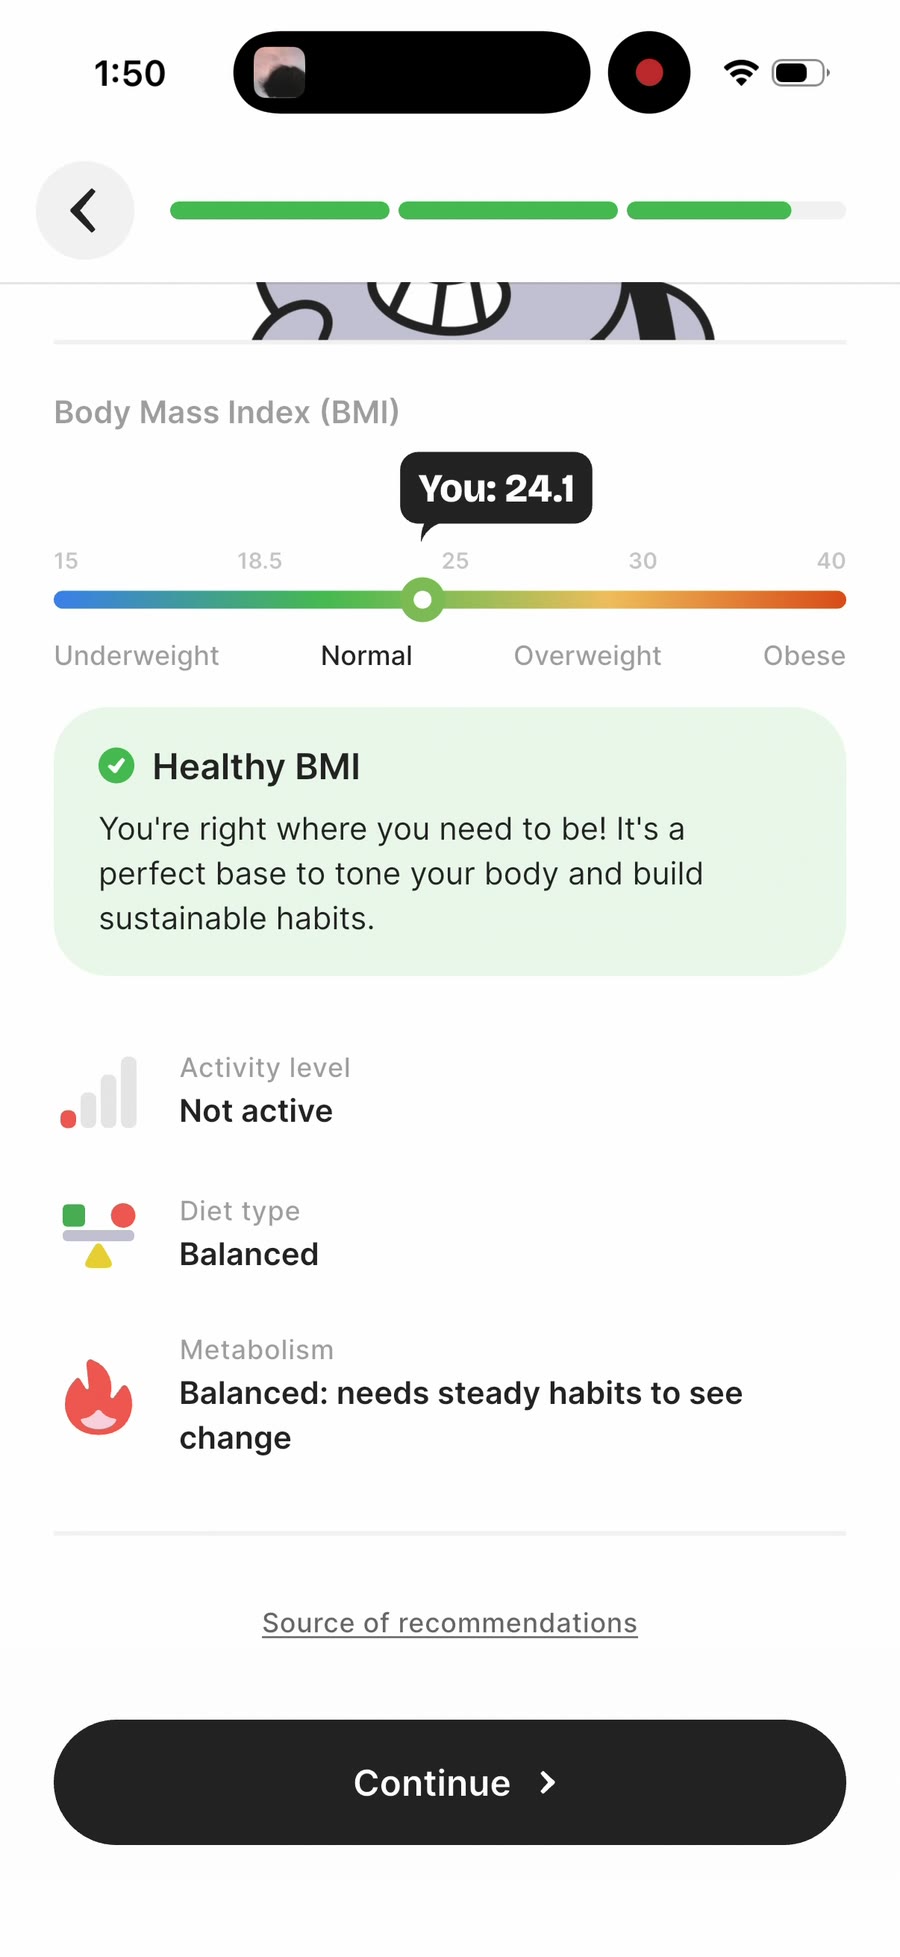 1:50
Body Mass Index (BMI)
You: 24.1
15 18.5 25 30 40
Underweight Normal Overweight Obese
Healthy BMI
You're right where you need to be! It's a
perfect base to tone your body and build
sustainable habits.
Activity level
Not active
Diet type
Balanced
Metabolism
Balanced: needs steady habits to see
change
Source of recommendations
Continue